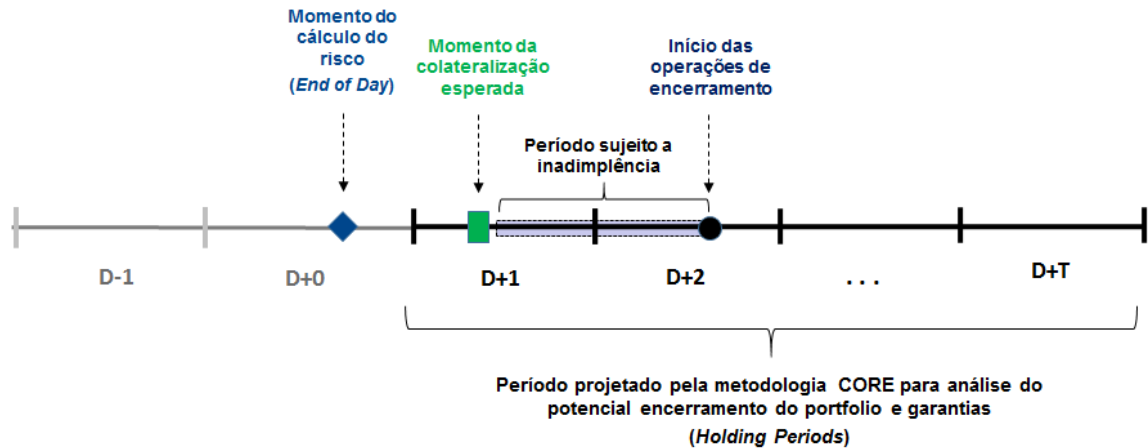 Momento do
cálculo do
risco
(End of Day)
Momento da
colateralização
esperada
Início das
operações de
encerramento
Período sujeito a
inadimplência
D-1
D+0
D+1
D+2
. . .
D+T
Período projetado pela metodologia CORE para análise do
potencial encerramento do portfolio e garantias
(Holding Periods)